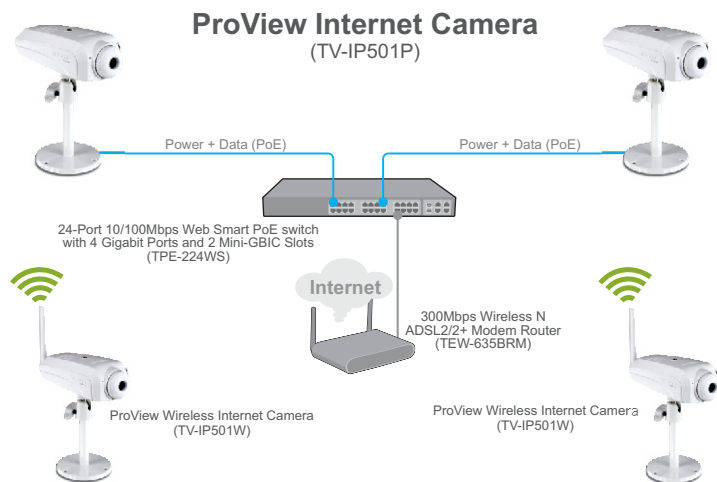 ProView Internet Camera
(TV-IP501P)
Power + Data (PoE)
Power + Data (PoE)
24-Port 10/100Mbps Web Smart PoE switch
with 4 Gigabit Ports and 2 Mini-GBIC Slots
(TPE-224WS)
Internet
300Mbps Wireless N
ADSL2/2+ Modem Router
(TEW-635BRM)
ProView Wireless Internet Camera
(TV-IP501W)
ProView Wireless Internet Camera
(TV-IP501W)